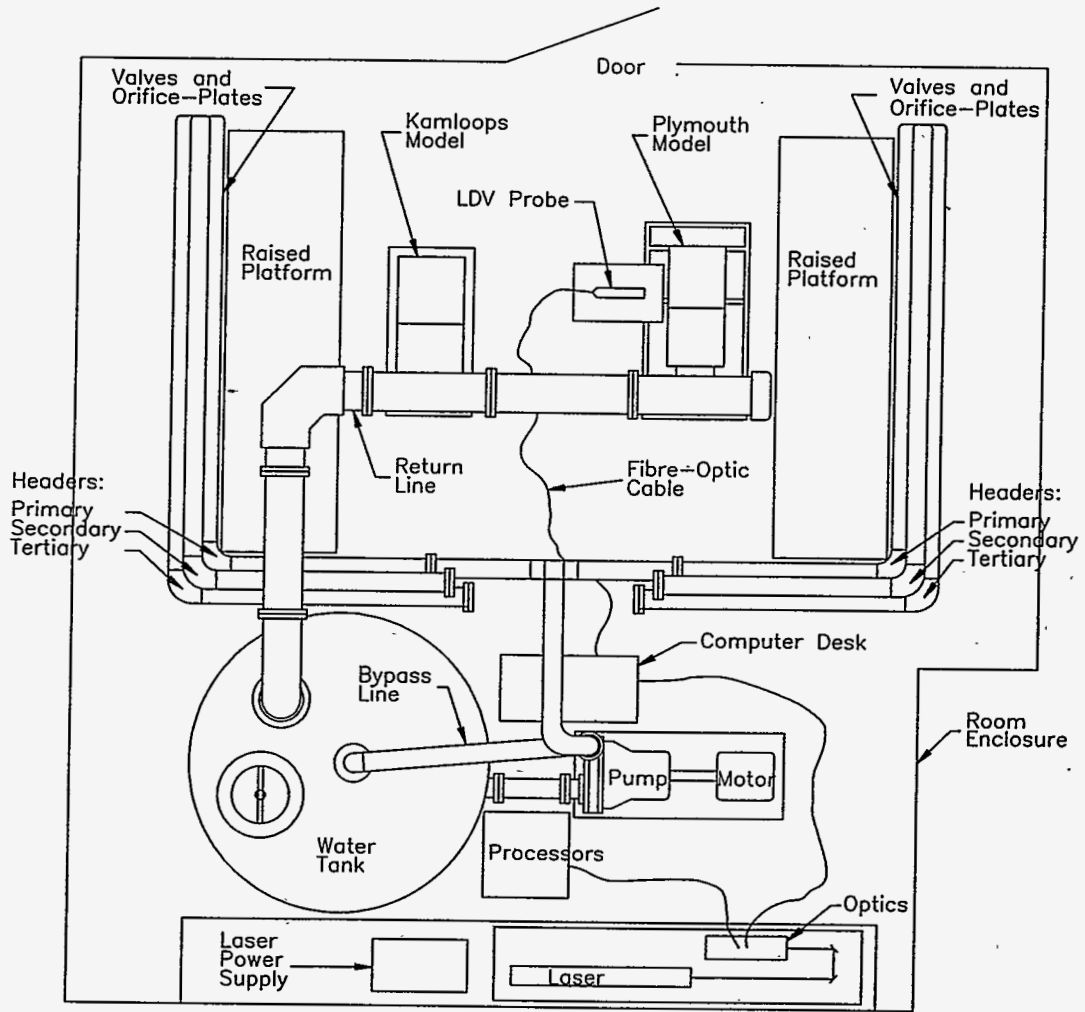 Door
Valves and
Orifice-Plates
Valves and
Orifice-Plates
Kamloops
Model
Plymouth
Model
LDV Probe
Raised
Platform
Raised
Platform
Return
Line
Fibre-Optic
Cable
Headers:
Primary
Secondary
Tertiary
Headers:
Primary
Secondary
Tertiary
Computer Desk
Bypass
Line
Room
Enclosure
Pump
Motor
Water
Tank
Processors
Optics
Laser
Power
Supply
Laser